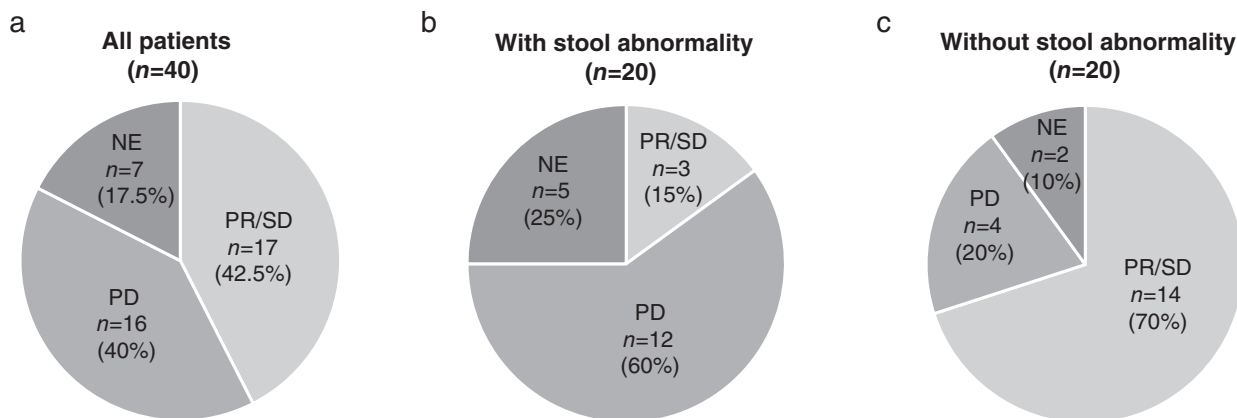 a
All patients
(n=40)
NE
n=7
(17.5%)
PR/SD
n=17
(42.5%)
PD
n=16
(40%)
b
With stool abnormality
(n=20)
NE
n=5
(25%)
PR/SD
n=3
(15%)
PD
n=12
(60%)
c
Without stool abnormality
(n=20)
NE
n=2
(10%)
PD
n=4
(20%)
PR/SD
n=14
(70%)